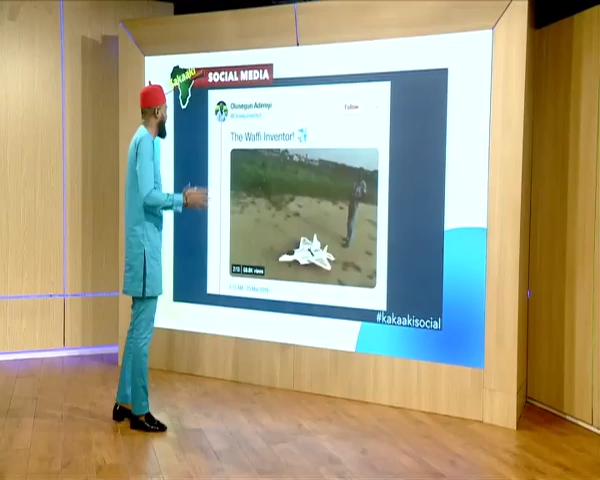 Kakaaki
SOCIAL MEDIA
Olusegun Adeniyi
Follow
The Waffi Inventor!
#kakaakisocial